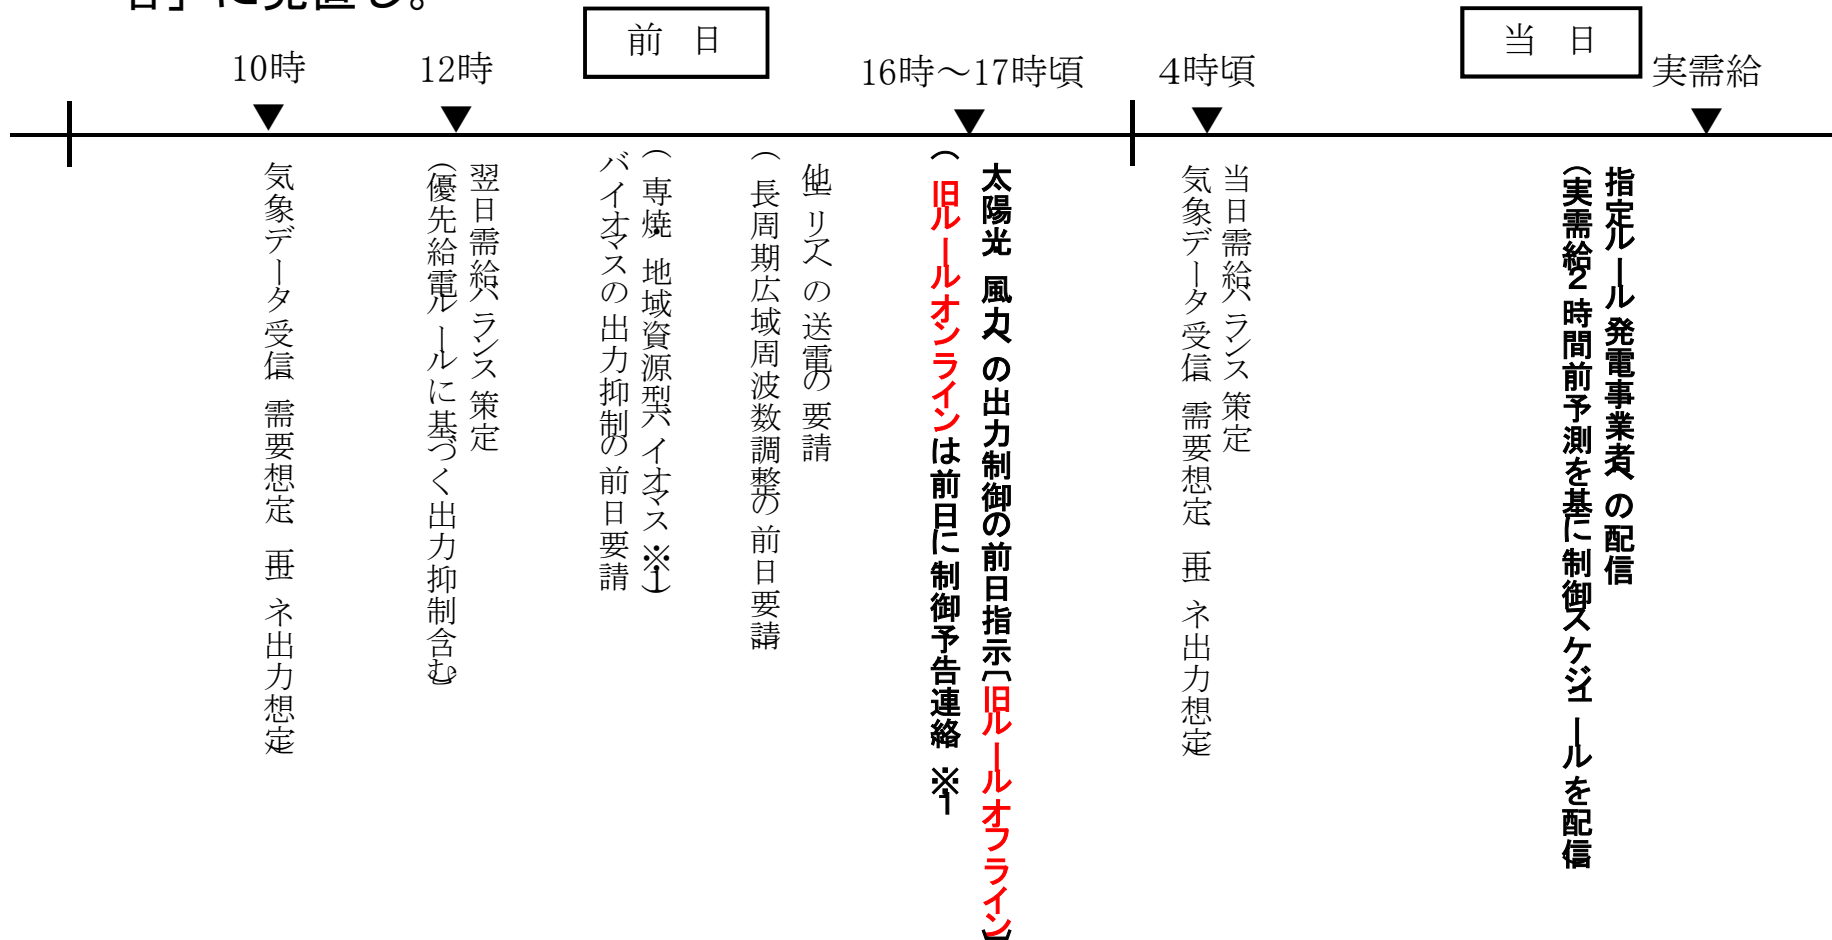 前 日
当 日
10時
12時
16時～17時頃
4時頃
実需給
気象データ受信（需要想定、再エネ出力想定）
翌日需給バランス策定
（優先給電ルールに基づく出力抑制含む）
（専焼・地域資源型バイオマス※1）
バイオマスの出力抑制の前日要請
他エリアへの送電の要請
（長周期広域周波数調整の前日要請）
太陽光・風力への出力制御の前日指示〔旧ルールオフライン〕
（旧ルールオンラインは前日に制御予告連絡）※1
当日需給バランス策定
気象データ受信（需要想定、再エネ出力想定）
指定ルール発電事業者への配信
（実需給2時間前予測を基に制御スケジュールを配信）